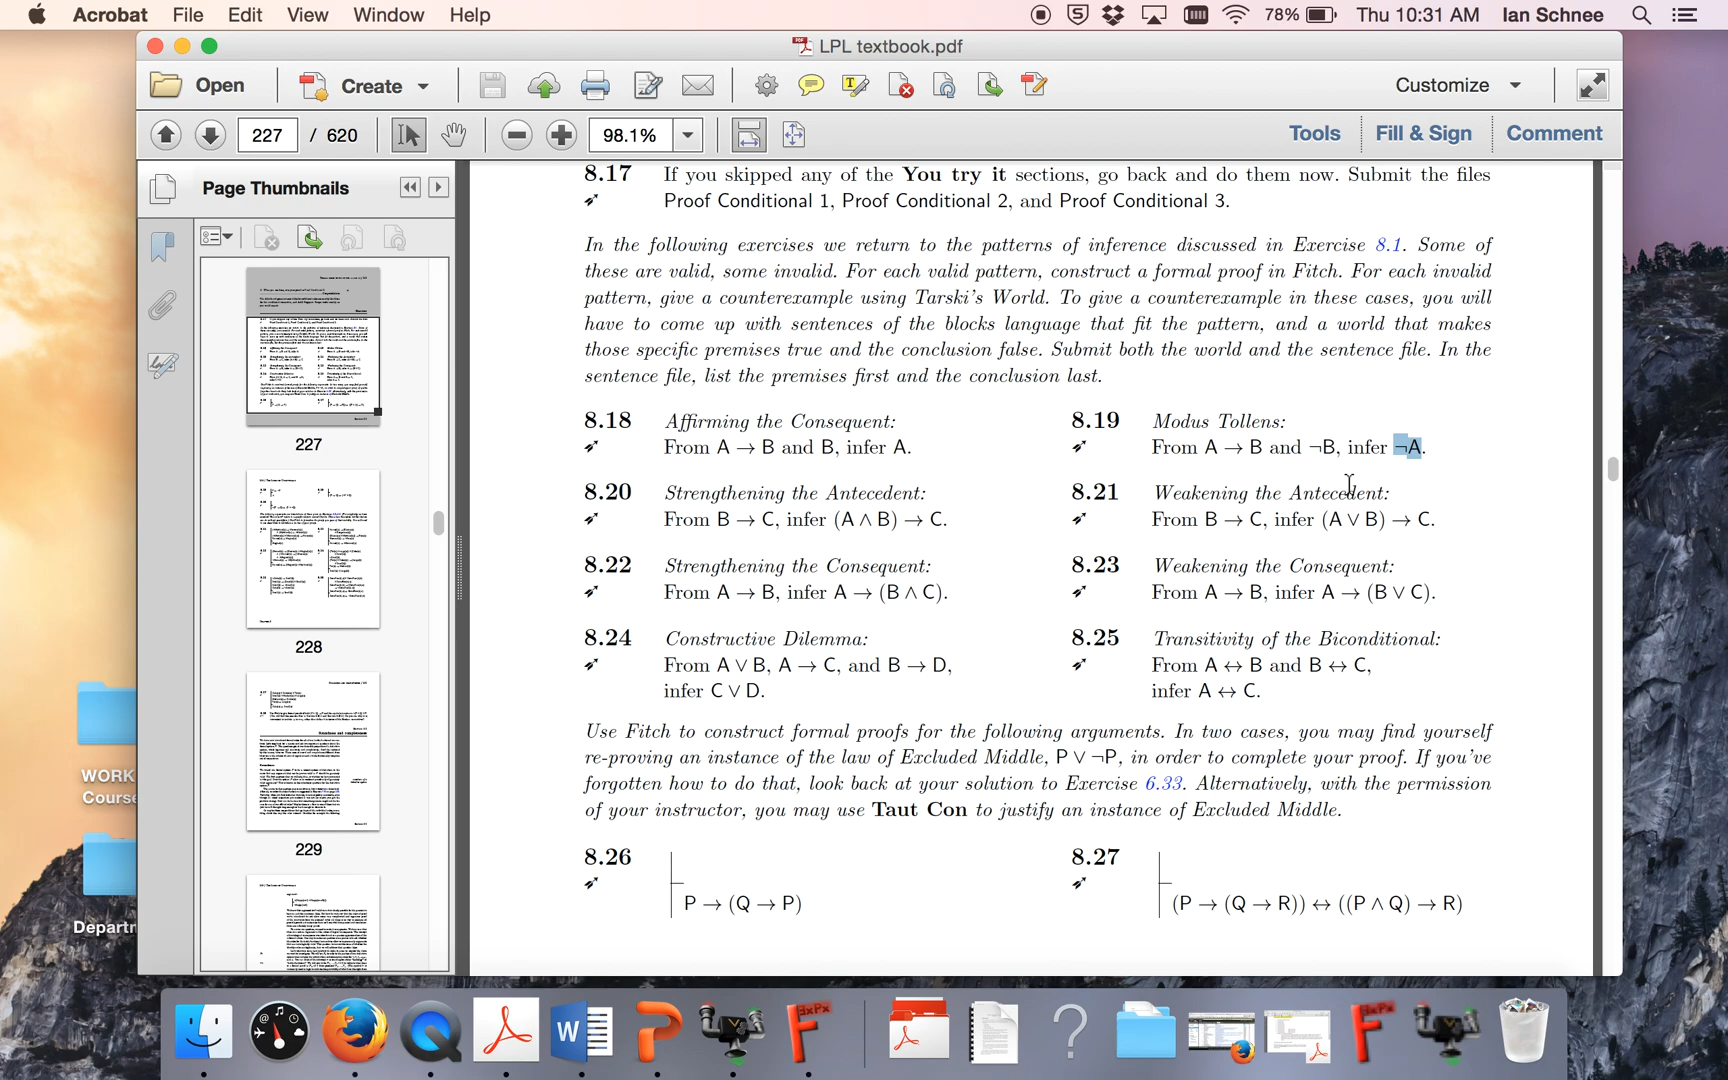 Acrobat File Edit View Window Help 78% Thu 10:31 AM Ian Schnee
LPL textbook.pdf
Open Create Customize
227 / 620 98.1% Tools Fill & Sign Comment
Page Thumbnails
227
228
229
8.17 If you skipped any of the You try it sections, go back and do them now. Submit the files
Proof Conditional 1, Proof Conditional 2, and Proof Conditional 3.
In the following exercises we return to the patterns of inference discussed in Exercise 8.1. Some of
these are valid, some invalid. For each valid pattern, construct a formal proof in Fitch. For each invalid
pattern, give a counterexample using Tarski's World. To give a counterexample in these cases, you will
have to come up with sentences of the blocks language that fit the pattern, and a world that makes
those specific premises true and the conclusion false. Submit both the world and the sentence file. In the
sentence file, list the premises first and the conclusion last.
8.18 Affirming the Consequent:
From A → B and B, infer A.
8.19 Modus Tollens:
From A → B and ¬B, infer ¬A.
8.20 Strengthening the Antecedent:
From B → C, infer (A ∧ B) → C.
8.21 Weakening the Antecedent:
From B → C, infer (A ∨ B) → C.
8.22 Strengthening the Consequent:
From A → B, infer A → (B ∧ C).
8.23 Weakening the Consequent:
From A → B, infer A → (B ∨ C).
8.24 Constructive Dilemma:
From A ∨ B, A → C, and B → D,
infer C ∨ D.
8.25 Transitivity of the Biconditional:
From A ↔ B and B ↔ C,
infer A ↔ C.
Use Fitch to construct formal proofs for the following arguments. In two cases, you may find yourself
re-proving an instance of the law of Excluded Middle, P ∨ ¬P, in order to complete your proof. If you've
forgotten how to do that, look back at your solution to Exercise 6.33. Alternatively, with the permission
of your instructor, you may use Taut Con to justify an instance of Excluded Middle.
8.26
P → (Q → P)
8.27
(P → (Q → R)) ↔ ((P ∧ Q) → R)
WORK
Course
Departn